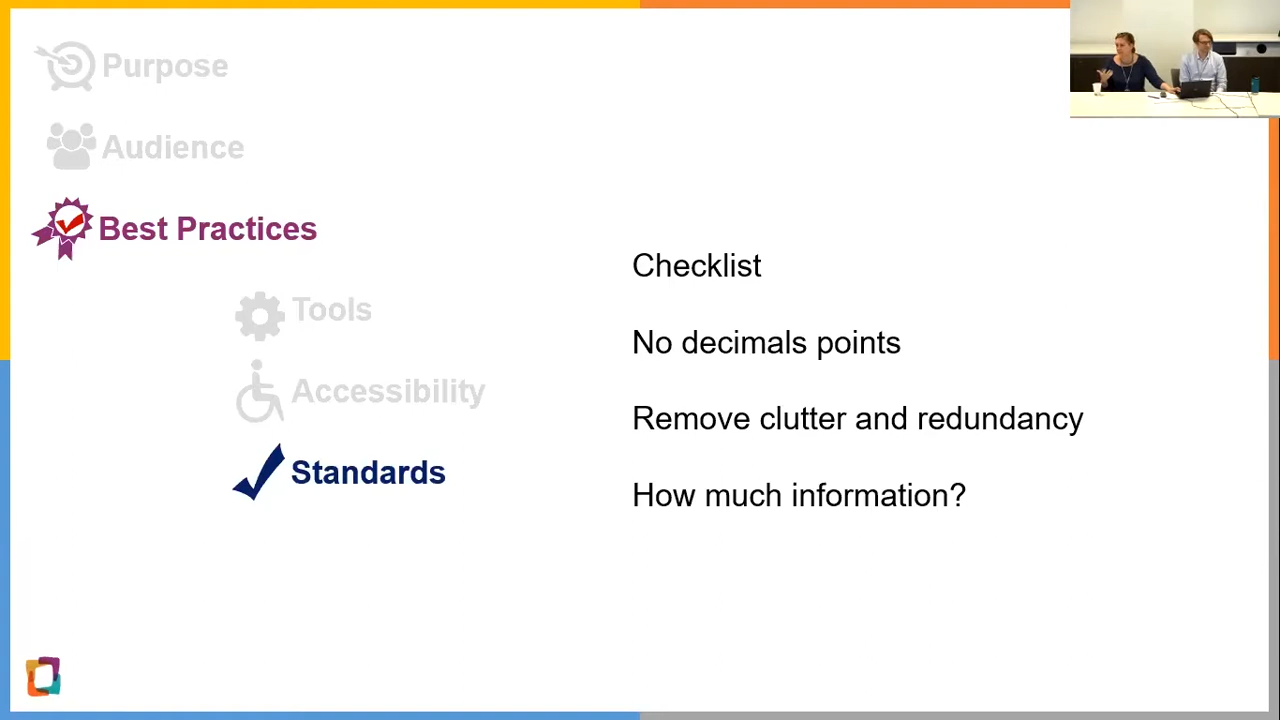 Purpose
Audience
Best Practices
Tools
Accessibility
Standards
Checklist
No decimals points
Remove clutter and redundancy
How much information?